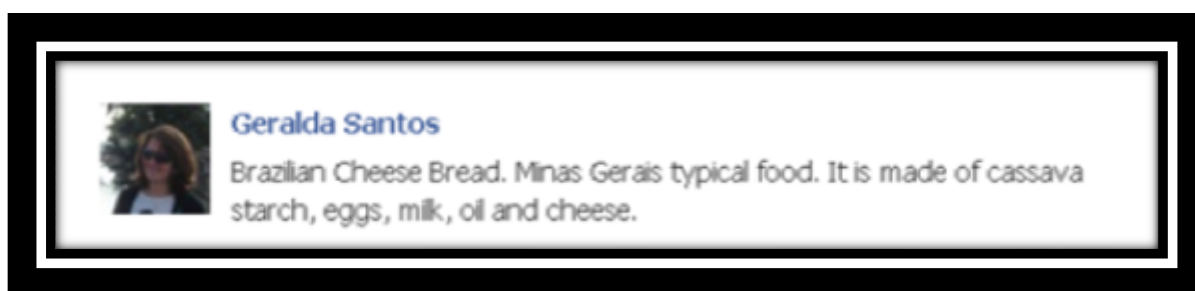 Geralda Santos
Brazilian Cheese Bread. Minas Gerais typical food. It is made of cassava
starch, eggs, milk, oil and cheese.